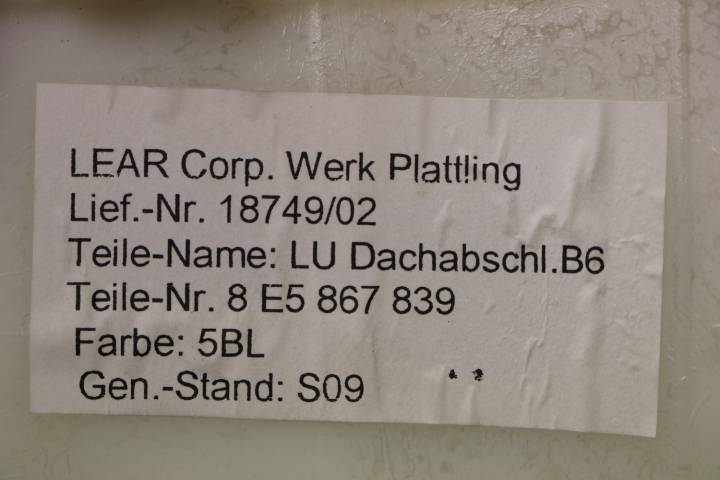 LEAR Corp. Werk Plattling
Lief.-Nr. 18749/02
Teile-Name: LU Dachabschl.B6
Teile-Nr. 8 E5 867 839
Farbe: 5BL
Gen.-Stand: S09